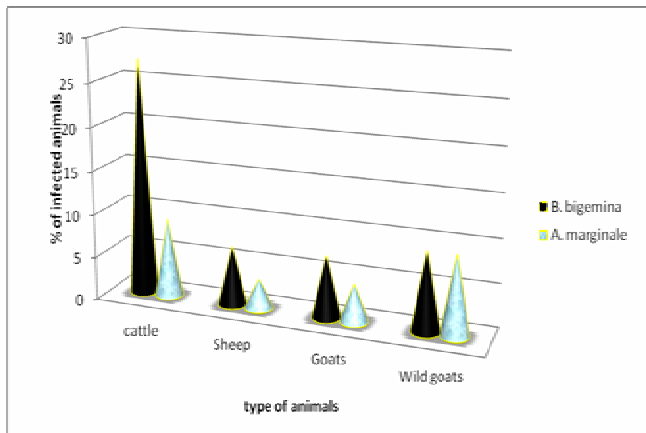 30
25
20
15
10
5
0
% of infected animals
cattle
Sheep
Goats
Wild goats
type of aniimals
B. bigemina
A. marginale